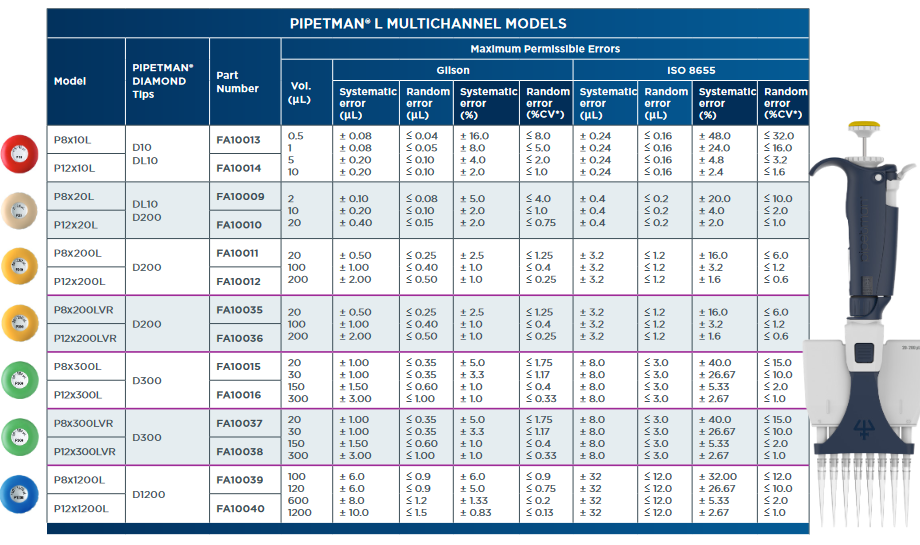 PIPETMAN® L MULTICHANNEL MODELS
Model
PIPETMAN® DIAMOND Tips
Part Number
Vol. (µL)
Maximum Permissible Errors
Gilson
ISO 8655
Systematic error (µL) Random error (µL) Systematic error (%) Random error (%CV*) Systematic error (µL) Random error (µL) Systematic error (%) Random error (%CV*)
P8x10L FA10013
P12x10L FA10014
D10
DL10
0.5 ± 0.08 ≤ 0.04 ± 16.0 ≤ 8.0 ± 0.24 ≤ 0.16 ± 48.0 ≤ 32.0
1 ± 0.08 ≤ 0.05 ± 8.0 ≤ 5.0 ± 0.24 ≤ 0.16 ± 24.0 ≤ 16.0
5 ± 0.20 ≤ 0.10 ± 4.0 ≤ 2.0 ± 0.24 ≤ 0.16 ± 4.8 ≤ 3.2
10 ± 0.20 ≤ 0.10 ± 2.0 ≤ 1.0 ± 0.24 ≤ 0.16 ± 2.4 ≤ 1.6
P8x20L FA10009
P12x20L FA10010
DL10
D200
2 ± 0.10 ≤ 0.08 ± 5.0 ≤ 4.0 ± 0.4 ≤ 0.2 ± 20.0 ≤ 10.0
10 ± 0.20 ≤ 0.10 ± 2.0 ≤ 1.0 ± 0.4 ≤ 0.2 ± 4.0 ≤ 2.0
20 ± 0.40 ≤ 0.15 ± 2.0 ≤ 0.75 ± 0.4 ≤ 0.2 ± 2.0 ≤ 1.0
P8x200L FA10011
P12x200L FA10012
D200
20 ± 0.50 ≤ 0.25 ± 2.5 ≤ 1.25 ± 3.2 ≤ 1.2 ± 16.0 ≤ 6.0
100 ± 1.00 ≤ 0.40 ± 1.0 ≤ 0.4 ± 3.2 ≤ 1.2 ± 3.2 ≤ 1.2
200 ± 2.00 ≤ 0.50 ± 1.0 ≤ 0.25 ± 3.2 ≤ 1.2 ± 1.6 ≤ 0.6
P8x200LVR FA10035
P12x200LVR FA10036
D200
20 ± 0.50 ≤ 0.25 ± 2.5 ≤ 1.25 ± 3.2 ≤ 1.2 ± 16.0 ≤ 6.0
100 ± 1.00 ≤ 0.40 ± 1.0 ≤ 0.4 ± 3.2 ≤ 1.2 ± 3.2 ≤ 1.2
200 ± 2.00 ≤ 0.50 ± 1.0 ≤ 0.25 ± 3.2 ≤ 1.2 ± 1.6 ≤ 0.6
P8x300L FA10015
P12x300L FA10016
D300
20 ± 1.00 ≤ 0.35 ± 5.0 ≤ 1.75 ± 8.0 ≤ 3.0 ± 40.0 ≤ 15.0
30 ± 1.00 ≤ 0.35 ± 3.3 ≤ 1.17 ± 8.0 ≤ 3.0 ± 26.67 ≤ 10.0
150 ± 1.50 ≤ 0.60 ± 1.0 ≤ 0.4 ± 8.0 ≤ 3.0 ± 5.33 ≤ 2.0
300 ± 3.00 ≤ 1.00 ± 1.0 ≤ 0.33 ± 8.0 ≤ 3.0 ± 2.67 ≤ 1.0
P8x300LVR FA10037
P12x300LVR FA10038
D300
20 ± 1.00 ≤ 0.35 ± 5.0 ≤ 1.75 ± 8.0 ≤ 3.0 ± 40.0 ≤ 15.0
30 ± 1.00 ≤ 0.35 ± 3.3 ≤ 1.17 ± 8.0 ≤ 3.0 ± 26.67 ≤ 10.0
150 ± 1.50 ≤ 0.60 ± 1.0 ≤ 0.4 ± 8.0 ≤ 3.0 ± 5.33 ≤ 2.0
300 ± 3.00 ≤ 1.00 ± 1.0 ≤ 0.33 ± 8.0 ≤ 3.0 ± 2.67 ≤ 1.0
P8x1200L FA10039
P12x1200L FA10040
D1200
100 ± 6.0 ≤ 0.9 ± 6.0 ≤ 0.9 ± 32 ≤ 12.0 ± 32.00 ≤ 12.0
120 ± 6.0 ≤ 0.9 ± 5.0 ≤ 0.75 ± 32 ≤ 12.0 ± 26.67 ≤ 10.0
600 ± 8.0 ≤ 1.2 ± 1.33 ≤ 0.2 ± 32 ≤ 12.0 ± 5.33 ≤ 2.0
1200 ± 10.0 ≤ 1.5 ± 0.83 ≤ 0.13 ± 32 ≤ 12.0 ± 2.67 ≤ 1.0